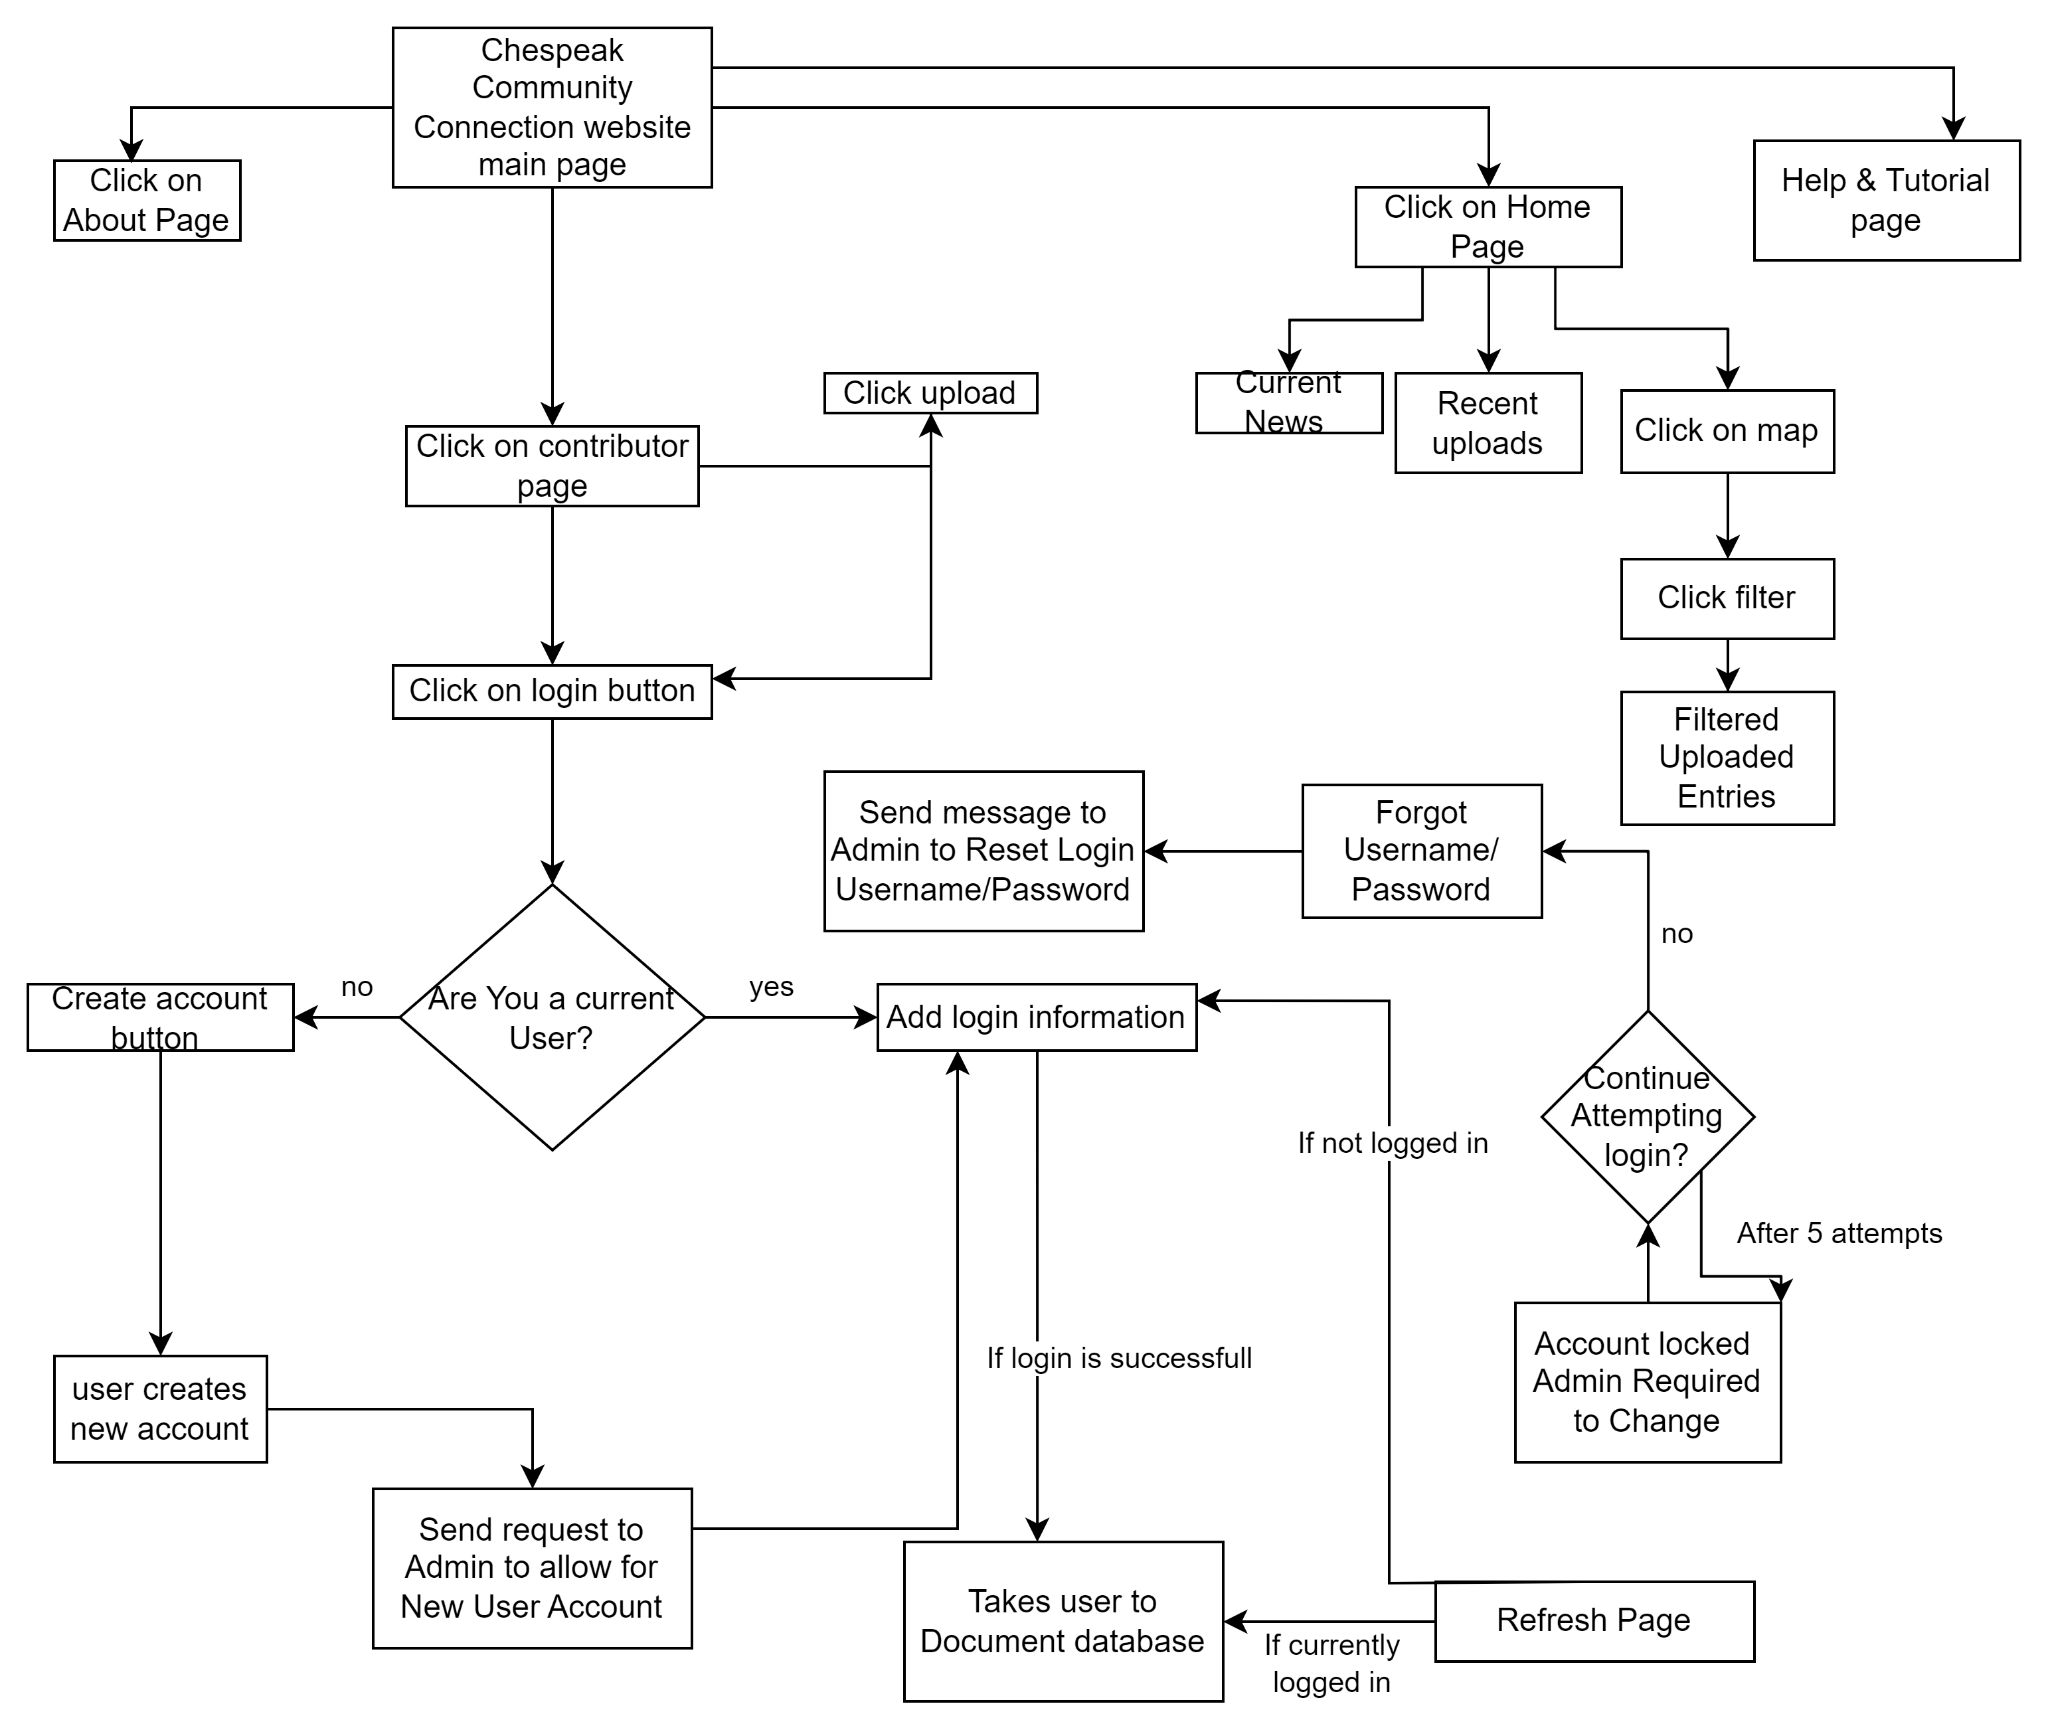 Chespeak
Community
Connection website
main page
Click on
About Page
Click on Home
Page
Help & Tutorial
page
Click upload
Current
News
Recent
uploads
Click on map
Click on contributor
page
Click filter
Click on login button
Filtered
Uploaded
Entries
Send message to
Admin to Reset Login
Username/Password
Forgot
Username/
Password
no
Create account
button
no
Are You a current
User?
yes
Add login information
Continue
Attempting
login?
If not logged in
After 5 attempts
If login is successfull
Account locked
Admin Required
to Change
user creates
new account
Send request to
Admin to allow for
New User Account
Takes user to
Document database
If currently
logged in
Refresh Page